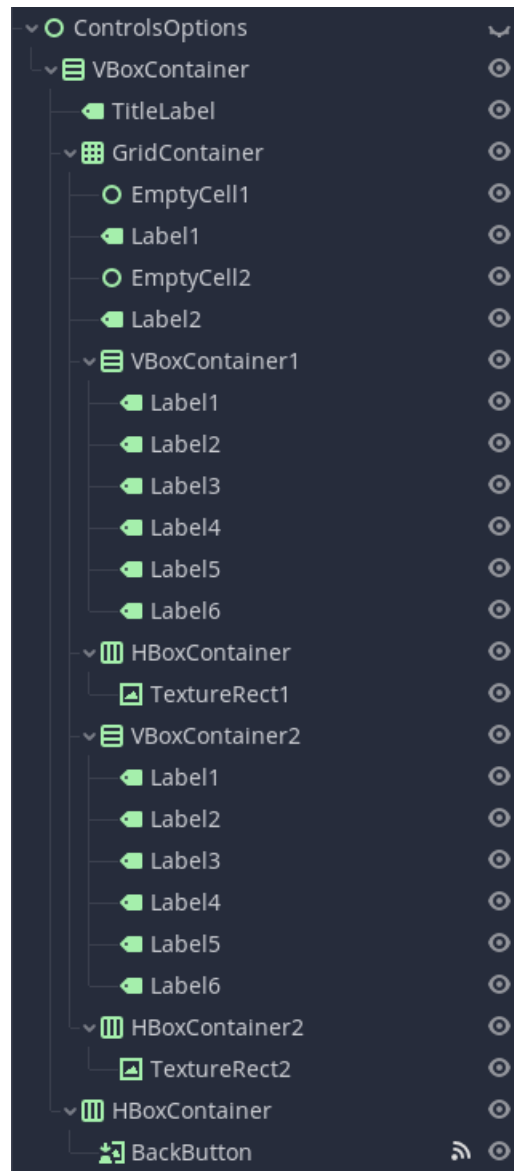 ControlsOptions
VBoxContainer
TitleLabel
GridContainer
EmptyCell1
Label1
EmptyCell2
Label2
VBoxContainer1
Label1
Label2
Label3
Label4
Label5
Label6
HBoxContainer
TextureRect1
VBoxContainer2
Label1
Label2
Label3
Label4
Label5
Label6
HBoxContainer2
TextureRect2
HBoxContainer
BackButton